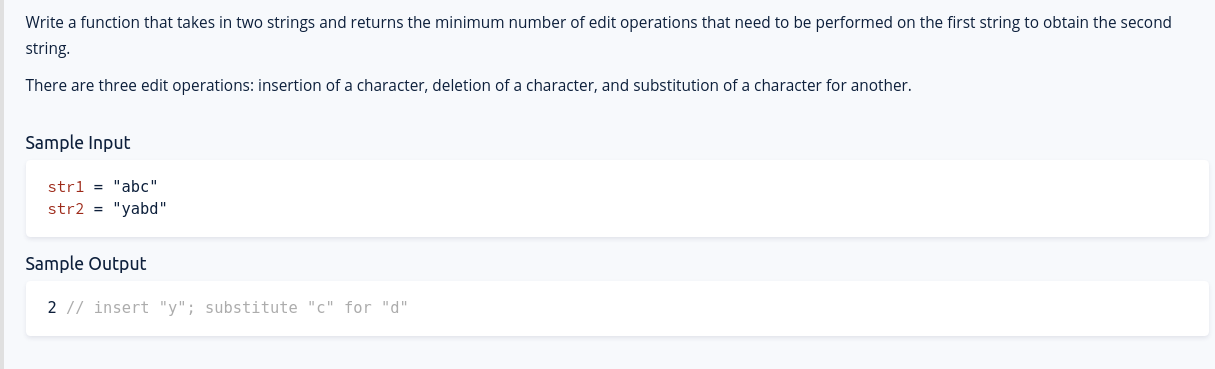 Write a function that takes in two strings and returns the minimum number of edit operations that need to be performed on the first string to obtain the second
string.
There are three edit operations: insertion of a character, deletion of a character, and substitution of a character for another.
Sample Input
str1 = "abc"
str2 = "yabd"
Sample Output
2 // insert "y"; substitute "c" for "d"